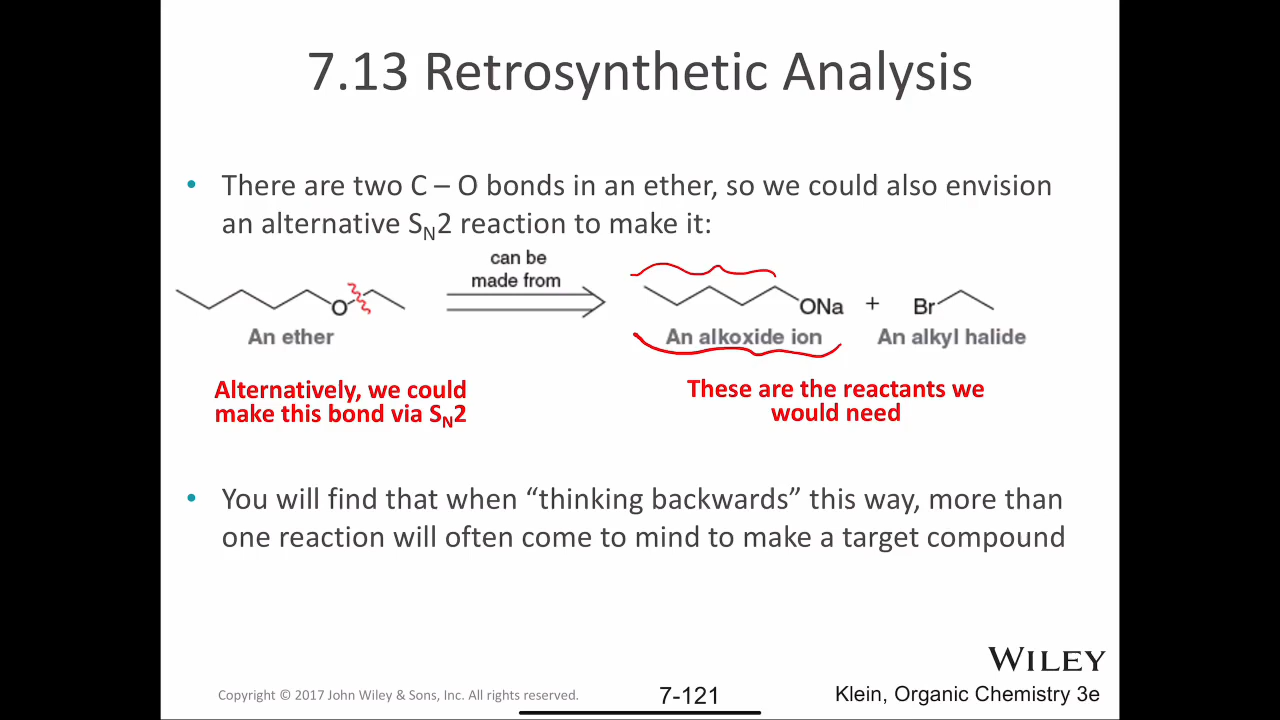 7.13 Retrosynthetic Analysis
• There are two C – O bonds in an ether, so we could also envision
an alternative SN2 reaction to make it:
can be
made from
O
ONa + Br
An ether
An alkoxide ion
An alkyl halide
Alternatively, we could
make this bond via SN2
These are the reactants we
would need
• You will find that when “thinking backwards” this way, more than
one reaction will often come to mind to make a target compound
WILEY
Copyright © 2017 John Wiley & Sons, Inc. All rights reserved.
7-121
Klein, Organic Chemistry 3e